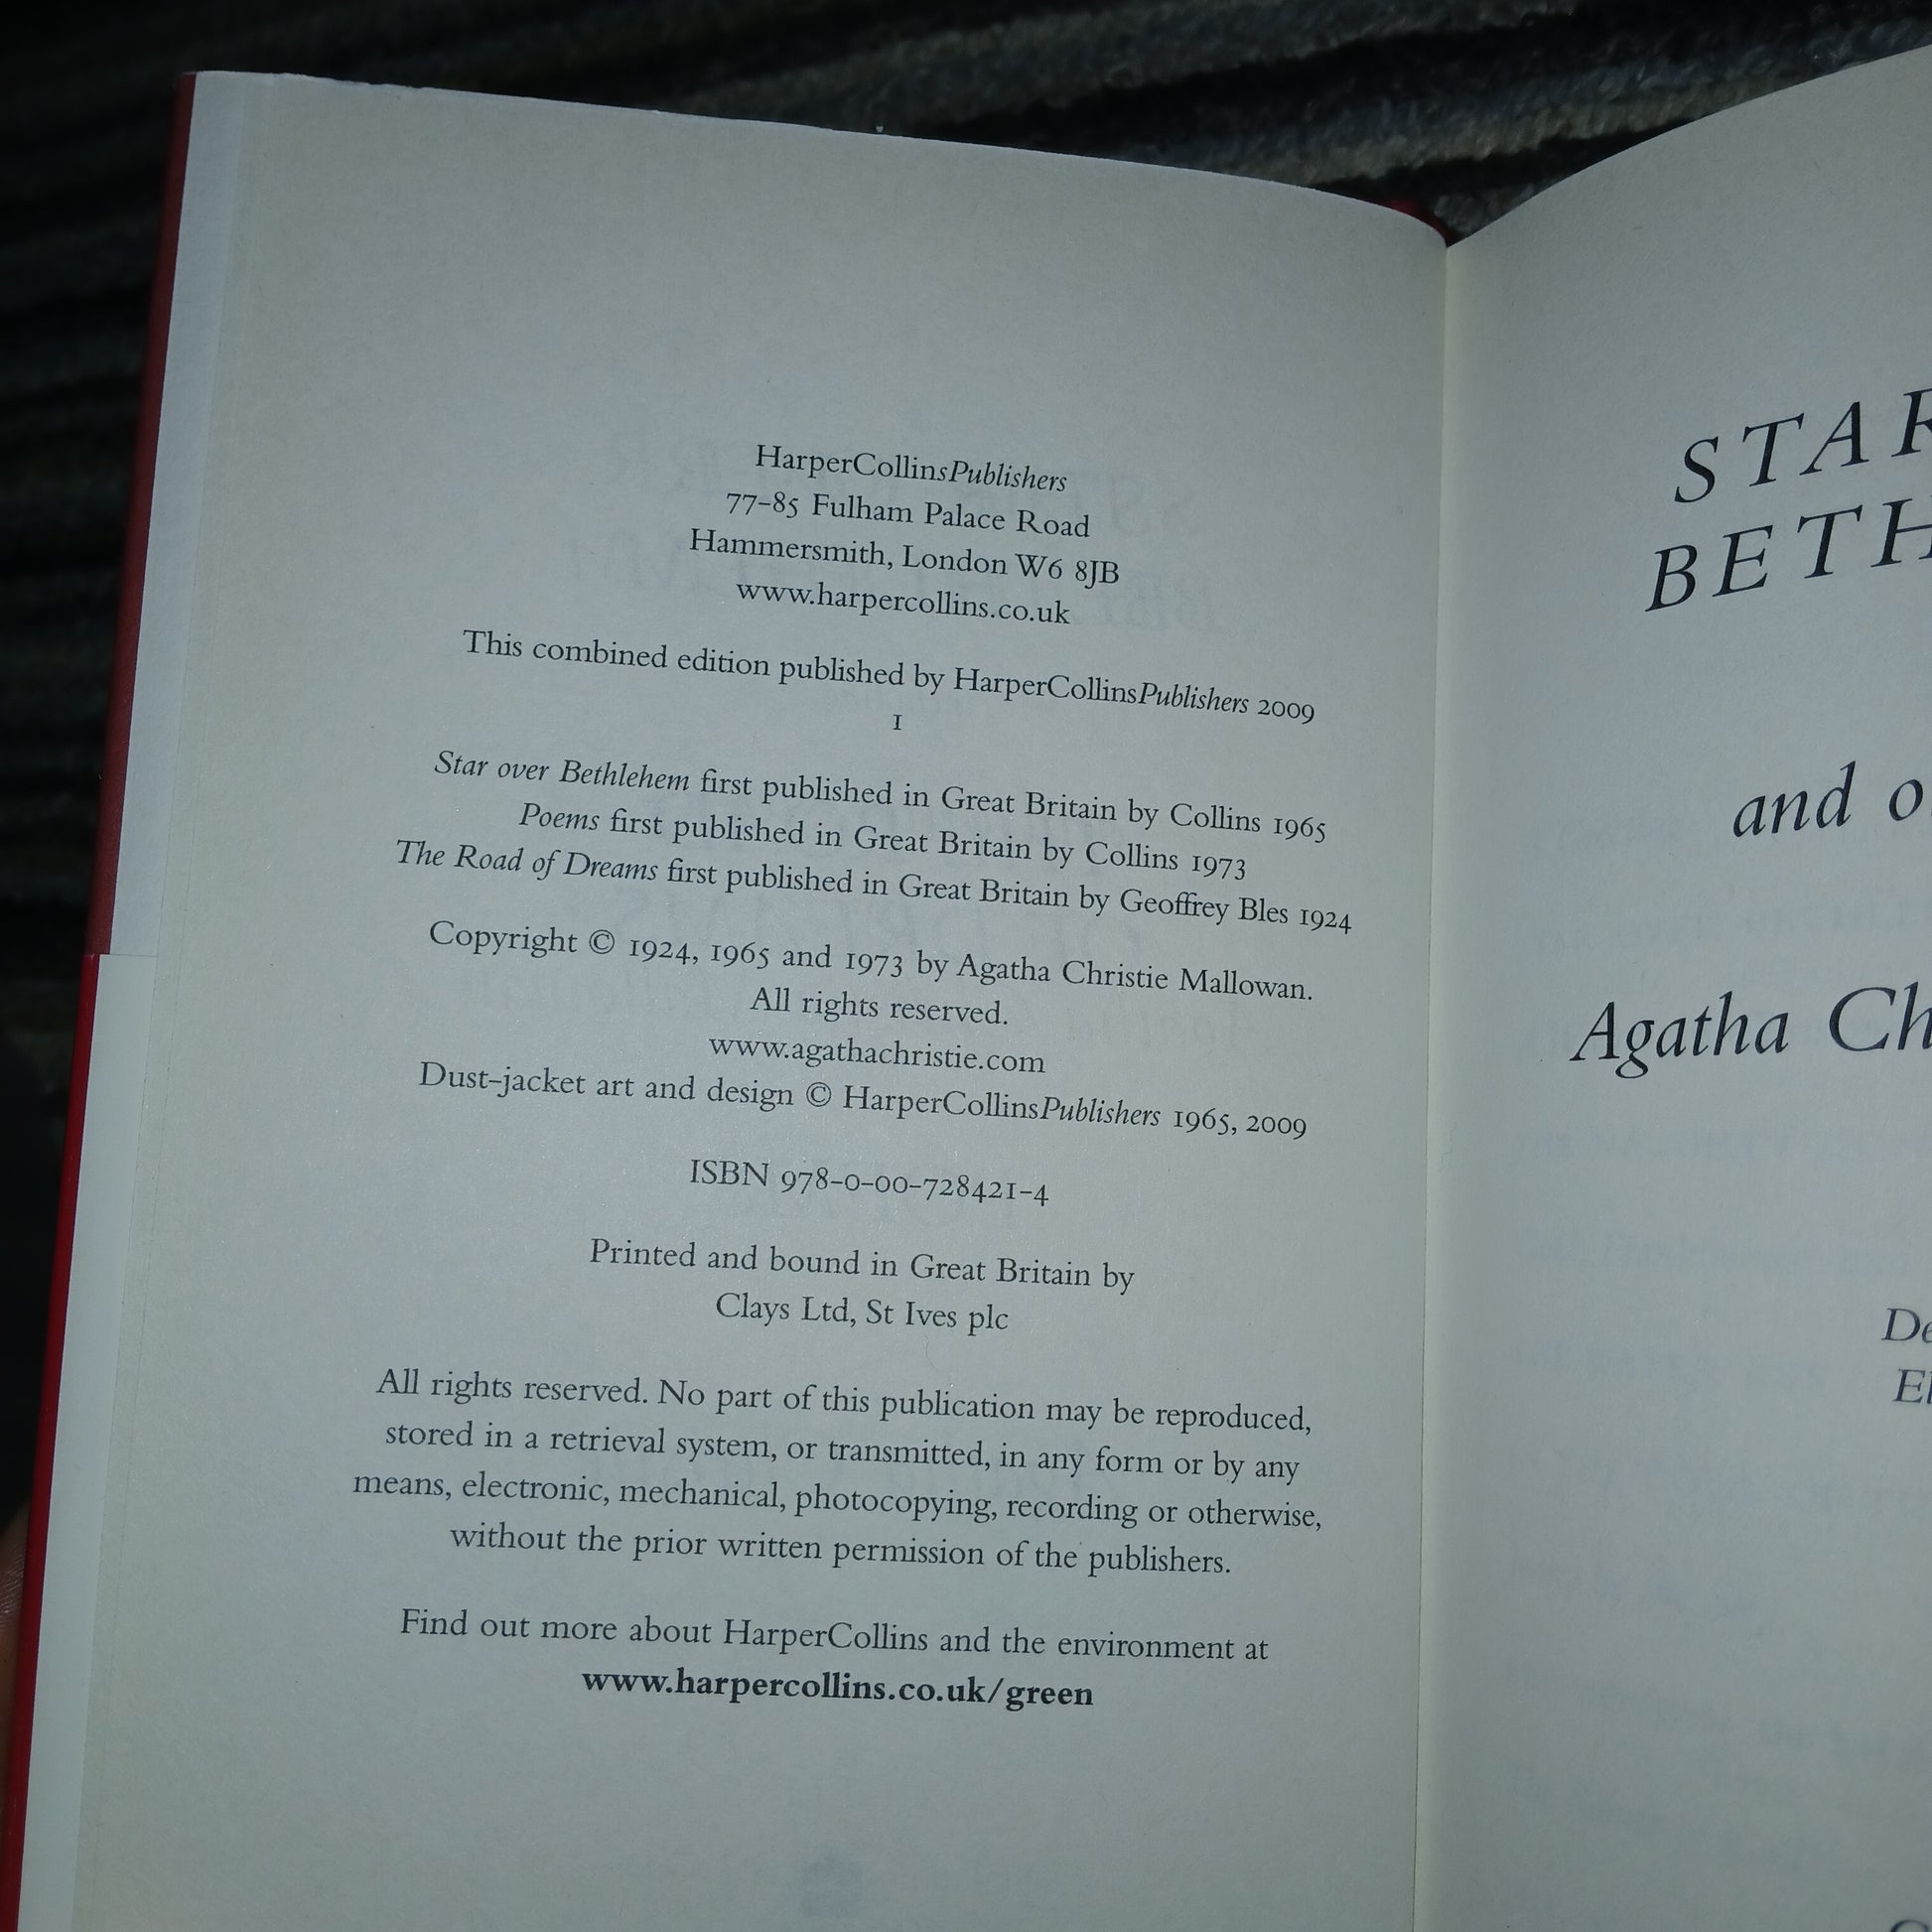 HarperCollinsPublishers
77–85 Fulham Palace Road
Hammersmith, London W6 8JB
www.harpercollins.co.uk
This combined edition published by HarperCollinsPublishers 2009
1
Star over Bethlehem first published in Great Britain by Collins 1965
Poems first published in Great Britain by Collins 1973
The Road of Dreams first published in Great Britain by Geoffrey Bles 1924
Copyright © 1924, 1965 and 1973 by Agatha Christie Mallowan.
All rights reserved.
www.agathachristie.com
Dust-jacket art and design © HarperCollinsPublishers 1965, 2009
ISBN 978-0-00-728421-4
Printed and bound in Great Britain by
Clays Ltd, St Ives plc
All rights reserved. No part of this publication may be reproduced,
stored in a retrieval system, or transmitted, in any form or by any
means, electronic, mechanical, photocopying, recording or otherwise,
without the prior written permission of the publishers.
Find out more about HarperCollins and the environment at
www.harpercollins.co.uk/green
STAR
BETH
and o
Agatha Ch
De
El